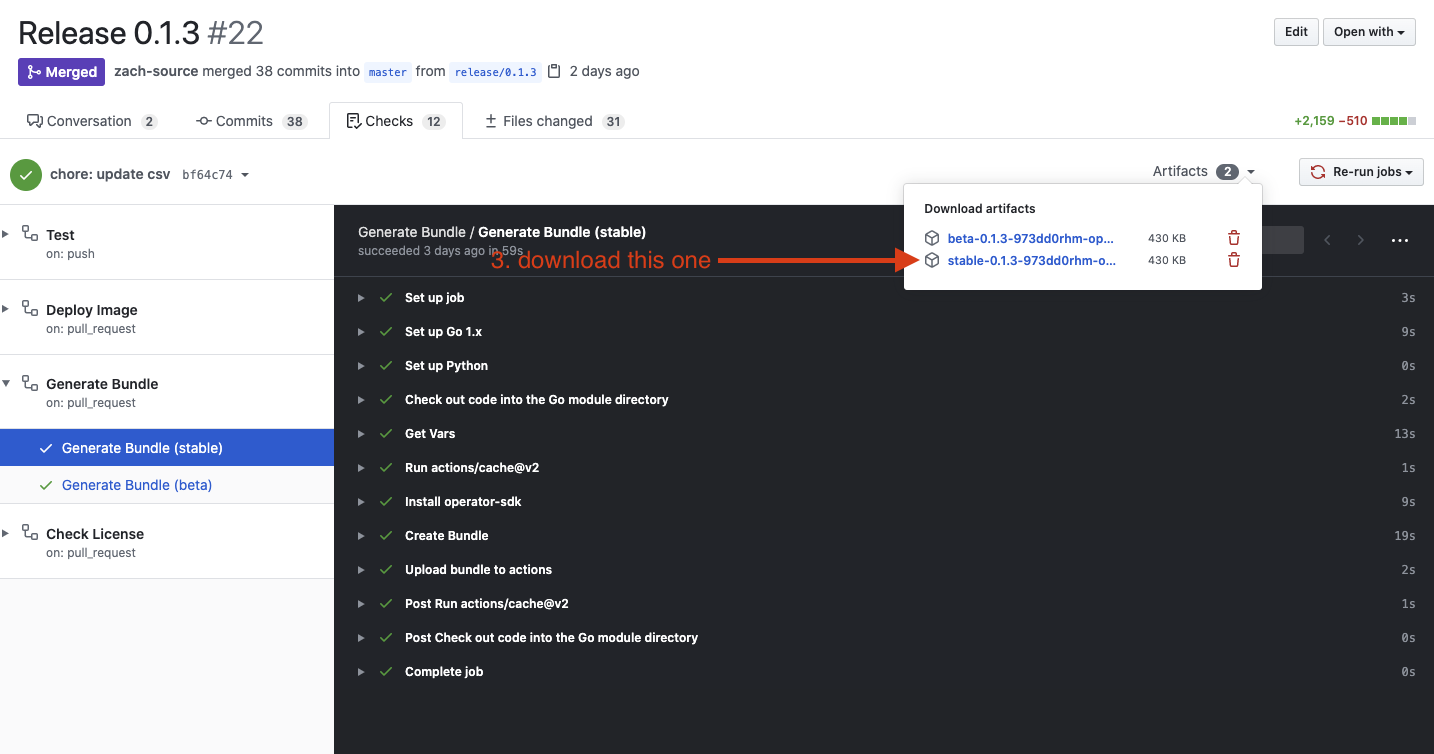 Release 0.1.3 #22
Edit
Open with
Merged
zach-source merged 38 commits into master from release/0.1.3 2 days ago
Conversation 2
Commits 38
Checks 12
Files changed 31
+2,159 −510
chore: update csv bf64c74
Artifacts 2
Re-run jobs
Download artifacts
beta-0.1.3-973dd0rhm-op... 430 KB
stable-0.1.3-973dd0rhm-o... 430 KB
3. download this one
Test
on: push
Deploy Image
on: pull_request
Generate Bundle
on: pull_request
Generate Bundle (stable)
Generate Bundle (beta)
Check License
on: pull_request
Generate Bundle / Generate Bundle (stable)
succeeded 3 days ago in 59s
Set up job 3s
Set up Go 1.x 9s
Set up Python 0s
Check out code into the Go module directory 2s
Get Vars 13s
Run actions/cache@v2 1s
Install operator-sdk 9s
Create Bundle 19s
Upload bundle to actions 2s
Post Run actions/cache@v2 1s
Post Check out code into the Go module directory 0s
Complete job 0s